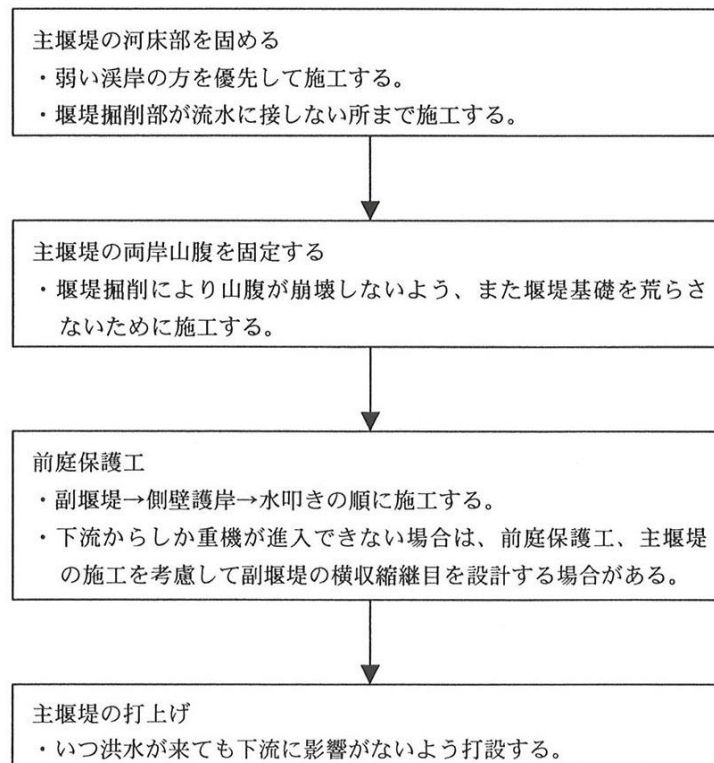 主堰堤の河床部を固める
・弱い渓岸の方を優先して施工する。
・堰堤掘削部が流水に接しない所まで施工する。
主堰堤の両岸山腹を固定する
・堰堤掘削により山腹が崩壊しないよう、また堰堤基礎を荒らさ
ないために施工する。
前庭保護工
・副堰堤→側壁護岸→水叩きの順に施工する。
・下流からしか重機が進入できない場合は、前庭保護工、主堰堤
の施工を考慮して副堰堤の横収縮継目を設計する場合がある。
主堰堤の打上げ
・いつ洪水が来ても下流に影響がないよう打設する。